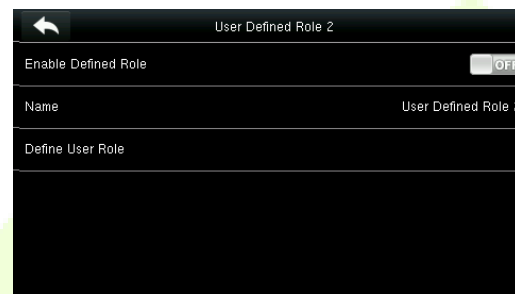 User Defined Role 2
Enable Defined Role
OFF
Name
User Defined Role
Define User Role